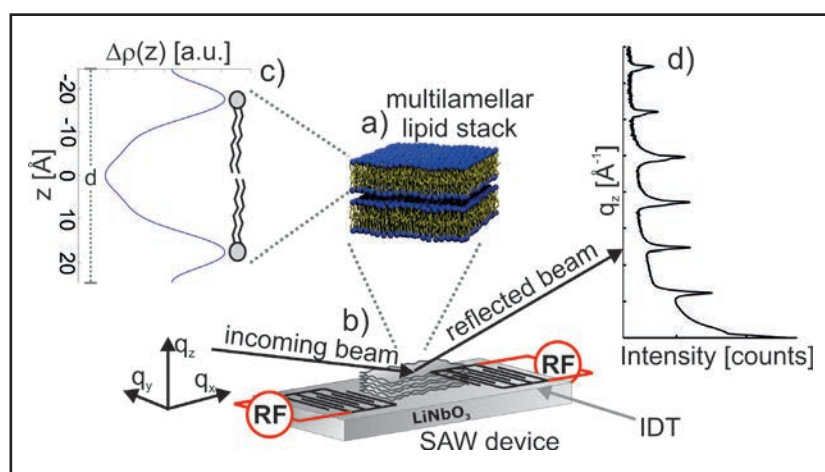 Δρ(z) [a.u.]
c)
-20
-10
0
10
20
z [Å]
d
a)
multilamellar
lipid stack
d)
q_z [Å⁻¹]
Intensity [counts]
b)
incoming beam
reflected beam
q_z
q_y
q_x
RF
RF
LiNbO₃
SAW device
IDT